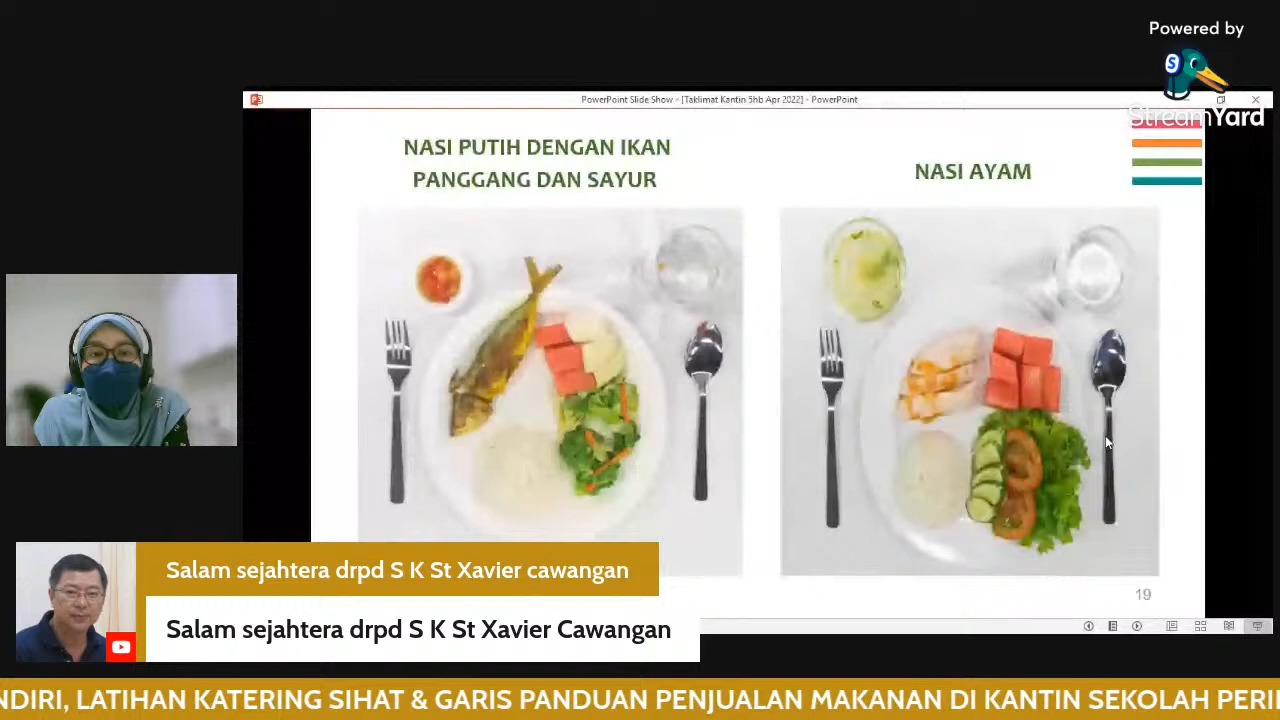 Powered by
StreamYard
PowerPoint Slide Show - [Taklimat Kantin 5hb Apr 2022] - PowerPoint
NASI PUTIH DENGAN IKAN
PANGGANG DAN SAYUR
NASI AYAM
19
Salam sejahtera drpd S K St Xavier cawangan
Salam sejahtera drpd S K St Xavier Cawangan
NDIRI, LATIHAN KATERING SIHAT & GARIS PANDUAN PENJUALAN MAKANAN DI KANTIN SEKOLAH PERI